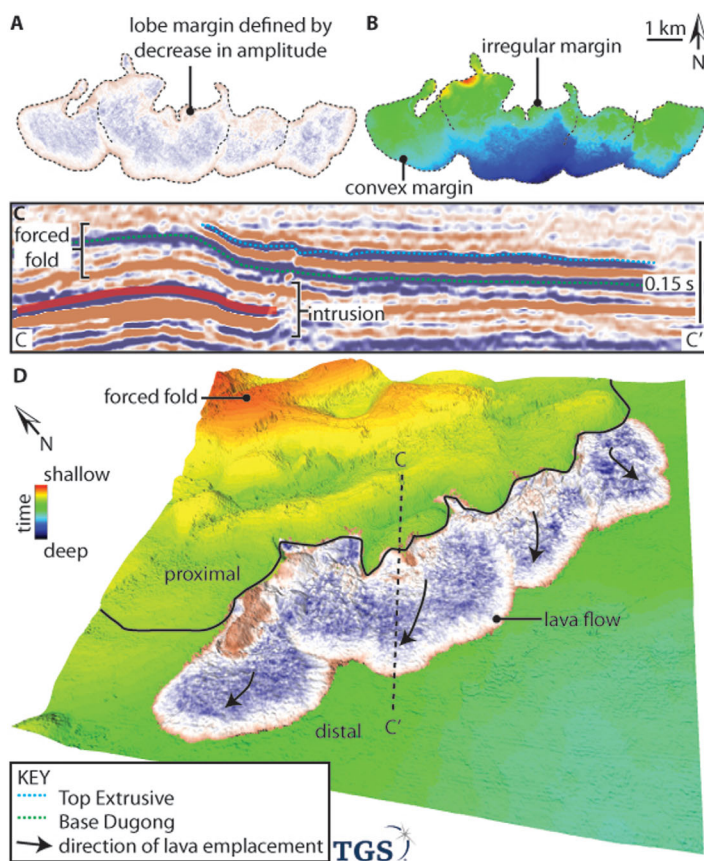 A
lobe margin defined by
decrease in amplitude
B
irregular margin
1 km
N
convex margin
C
forced
fold
intrusion
0.15 s
C
C'
D
forced fold
N
shallow
time
deep
C
proximal
lava flow
distal
C'
KEY
Top Extrusive
Base Dugong
direction of lava emplacement
TGS